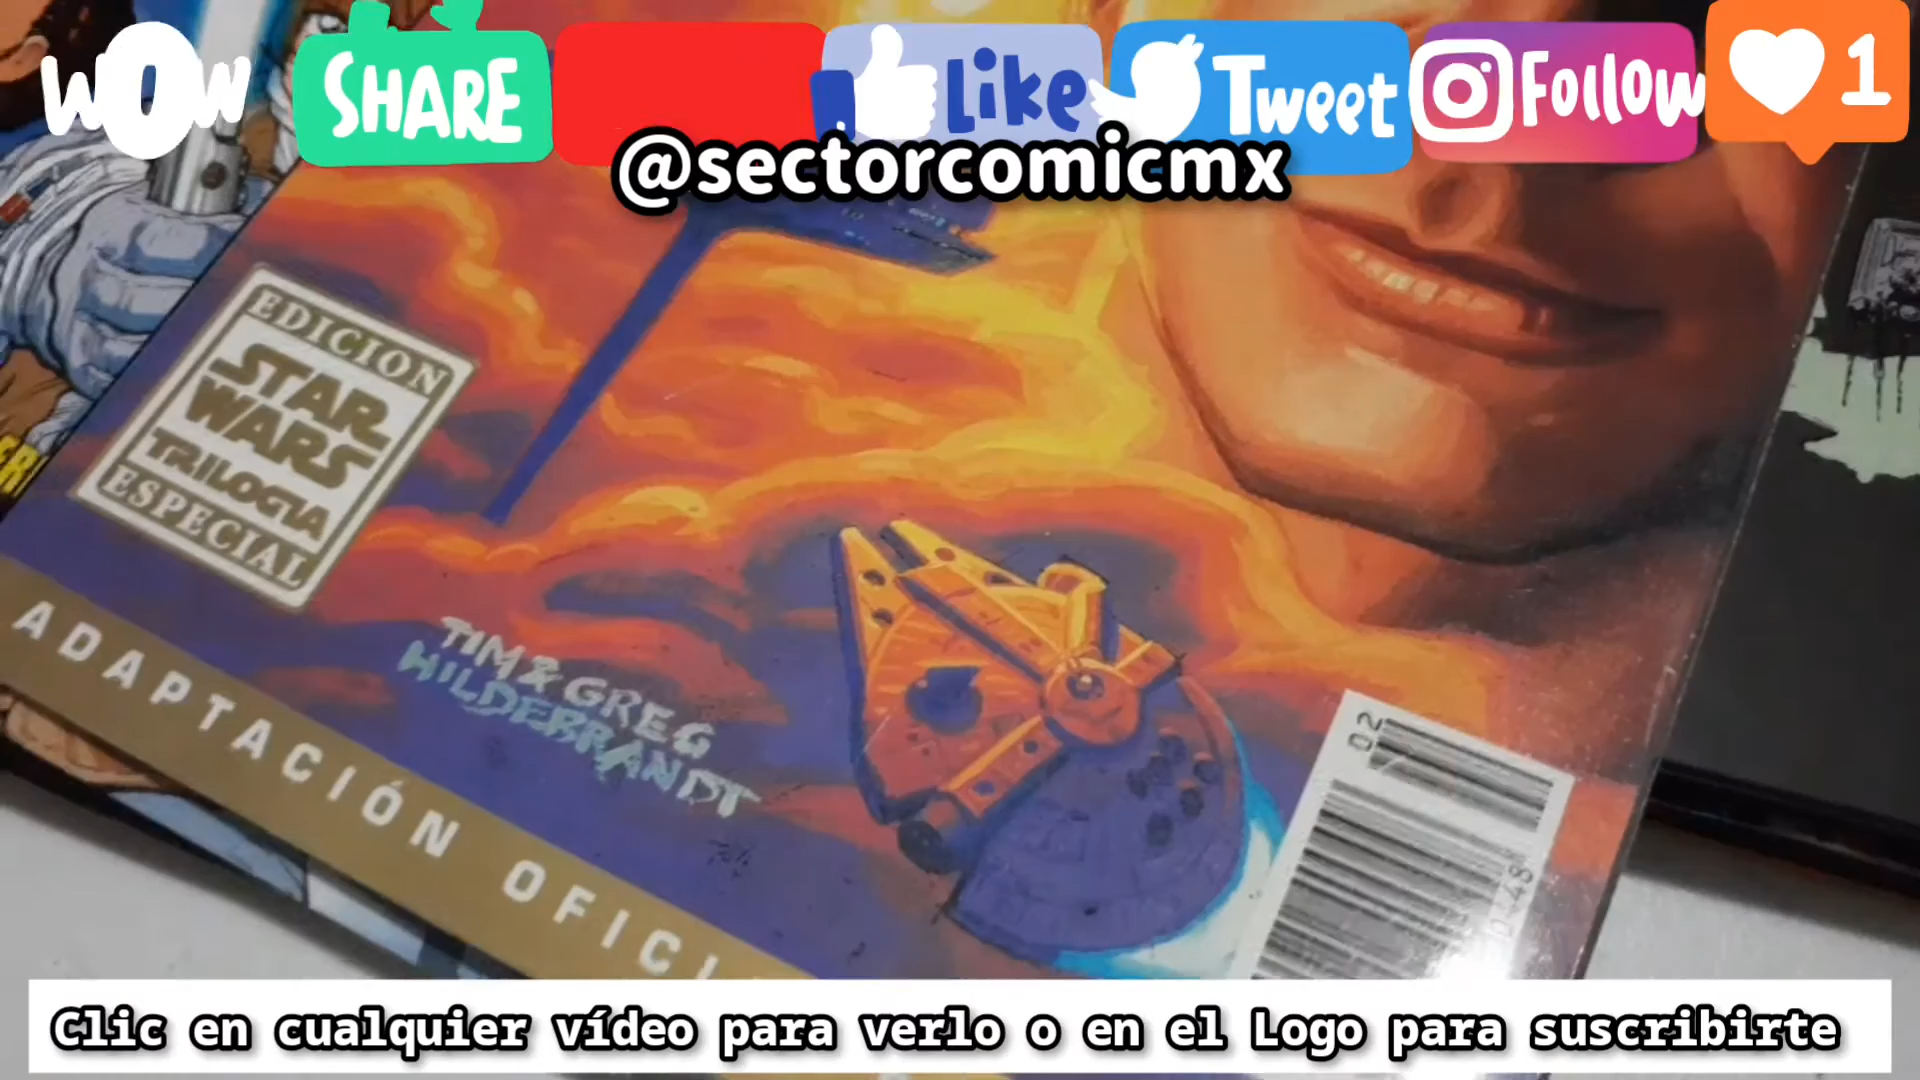 WOW
SHARE
Like
Tweet
Follow
1
@sectorcomicmx
EDICION
STAR
WARS
TRILOGIA
ESPECIAL
TIM & GREG
HILDEBRANDT
ADAPTACIÓN OFICI
02
Clic en cualquier vídeo para verlo o en el Logo para suscribirte